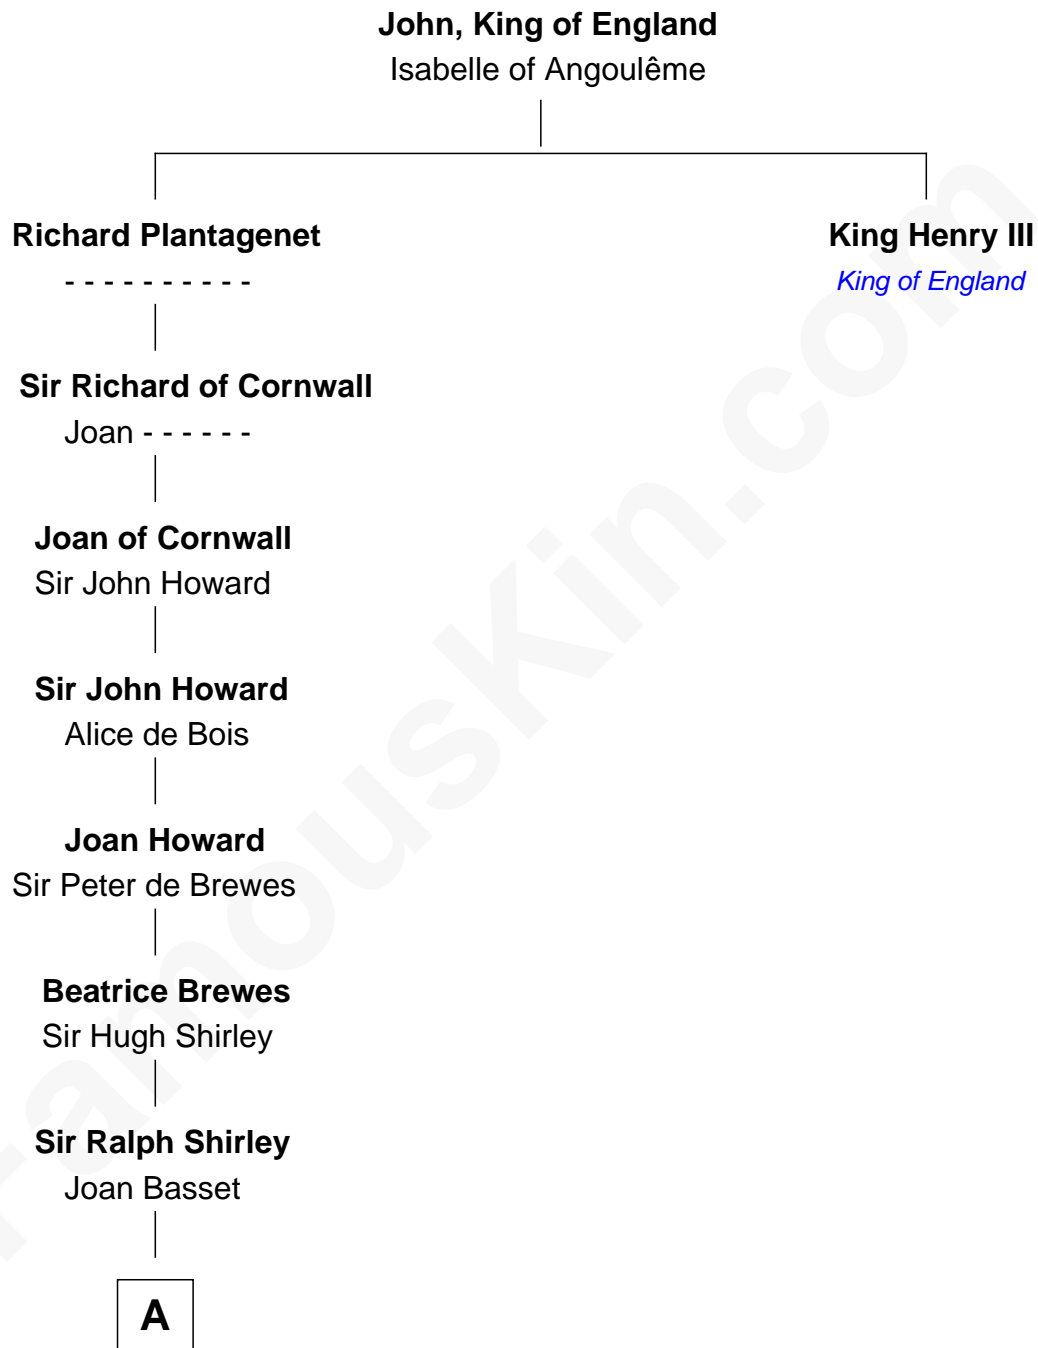 John, King of England
Isabelle of Angoulême
Richard Plantagenet
King Henry III
- - - - - - - - - -
King of England
Sir Richard of Cornwall
Joan - - - - - -
Joan of Cornwall
Sir John Howard
Sir John Howard
Alice de Bois
Joan Howard
Sir Peter de Brewes
Beatrice Brewes
Sir Hugh Shirley
Sir Ralph Shirley
Joan Basset
A
FamousKin.com